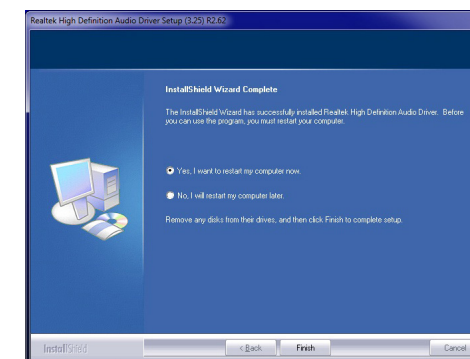 Realtek High Definition Audio Driver Setup (3.25) R2.62
InstallShield Wizard Complete
The InstallShield Wizard has successfully installed Realtek High Definition Audio Driver. Before
you can use the program, you must restart your computer.
Yes, I want to restart my computer now.
No, I will restart my computer later.
Remove any disks from their drives, and then click Finish to complete setup.
InstallShield
< Back
Finish
Cancel